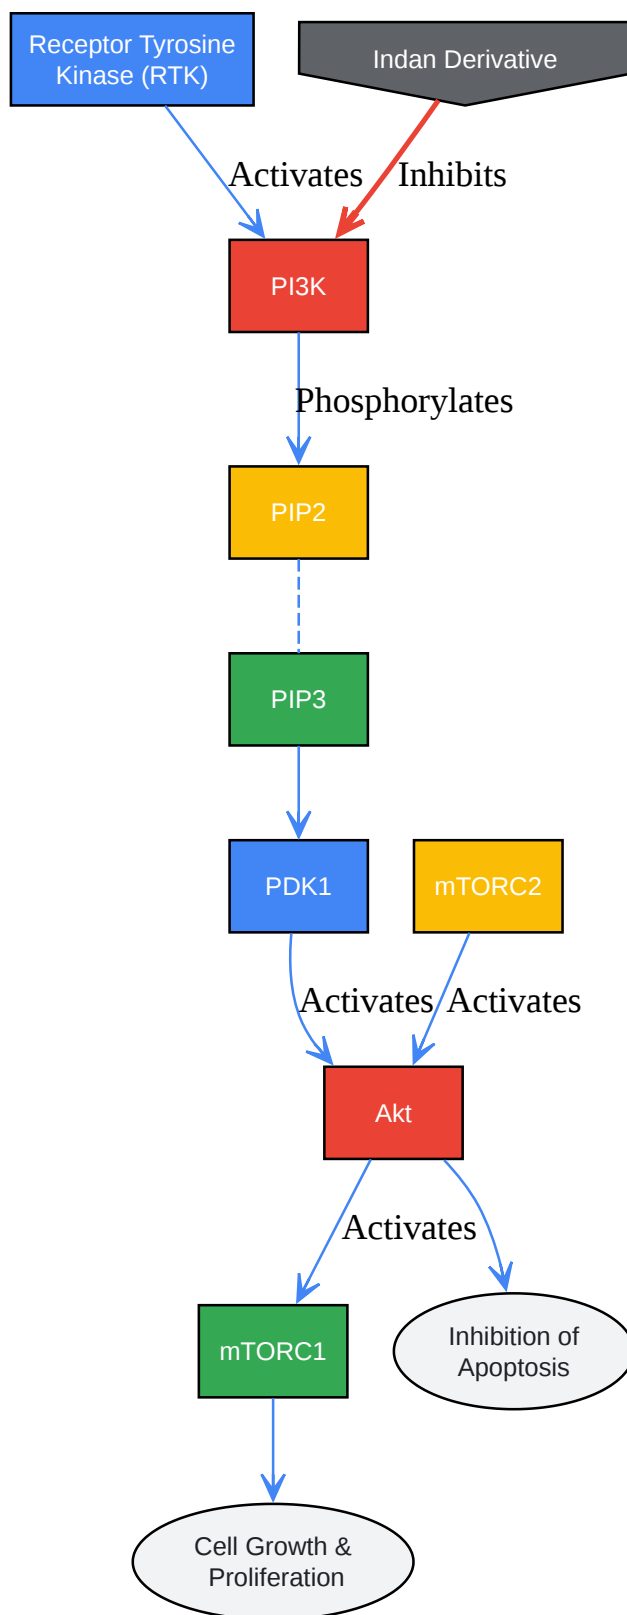 Receptor Tyrosine
Kinase (RTK)
Indan Derivative
Activates
Inhibits
PI3K
Phosphorylates
PIP2
PIP3
PDK1
mTORC2
Activates
Activates
Akt
Activates
mTORC1
Inhibition of
Apoptosis
Cell Growth &
Proliferation